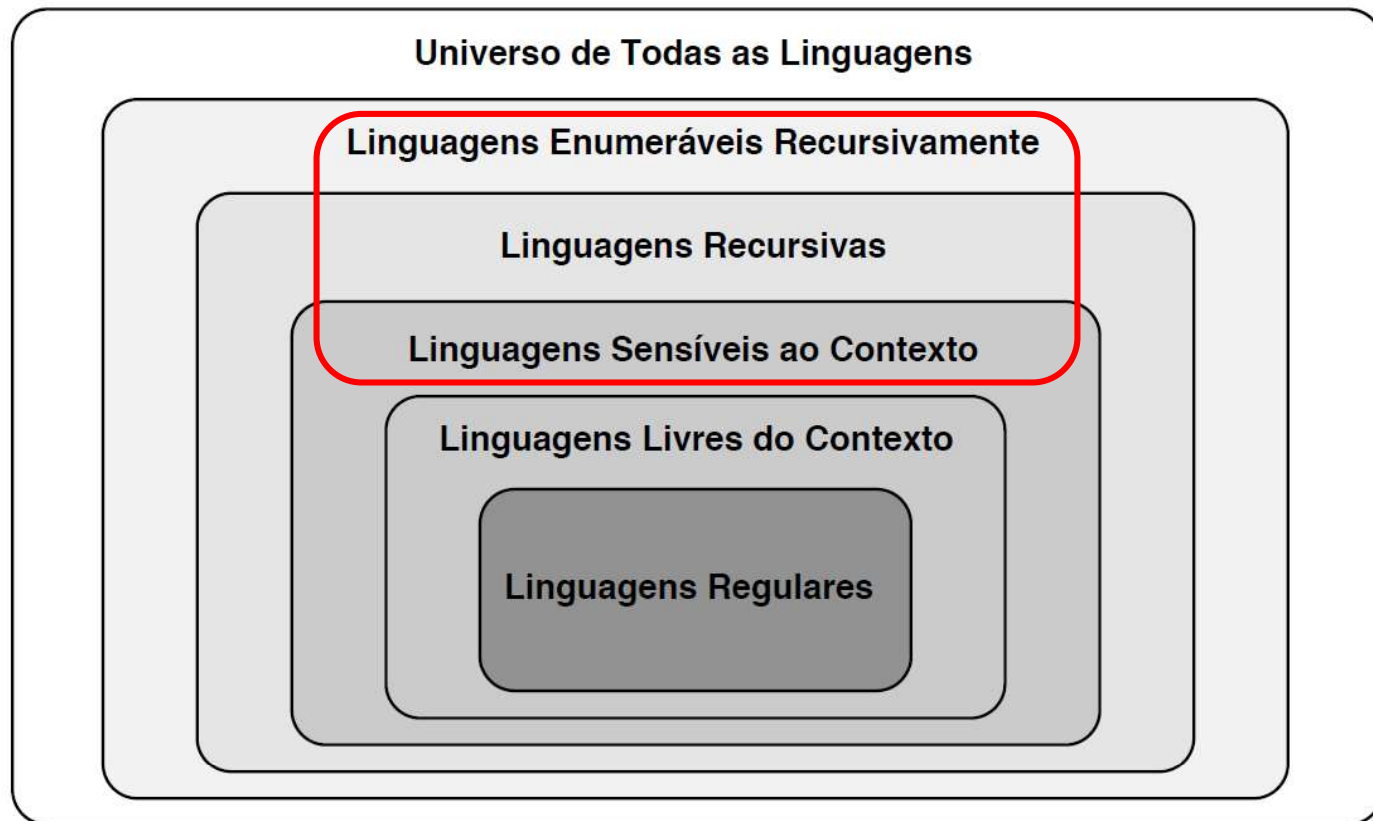 Universo de Todas as Linguagens
Linguagens Enumeráveis Recursivamente
Linguagens Recursivas
Linguagens Sensíveis ao Contexto
Linguagens Livres do Contexto
Linguagens Regulares